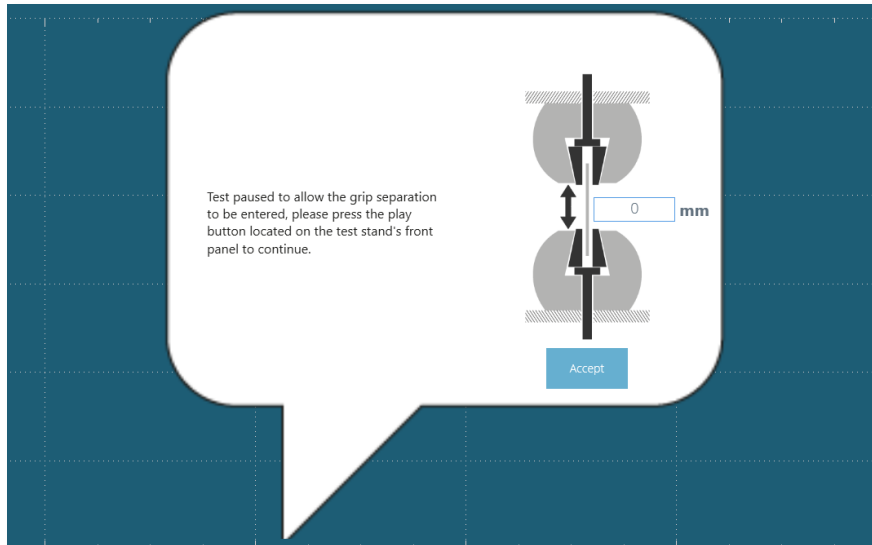 Test paused to allow the grip separation
to be entered, please press the play
button located on the test stand's front
panel to continue.
0 mm
Accept